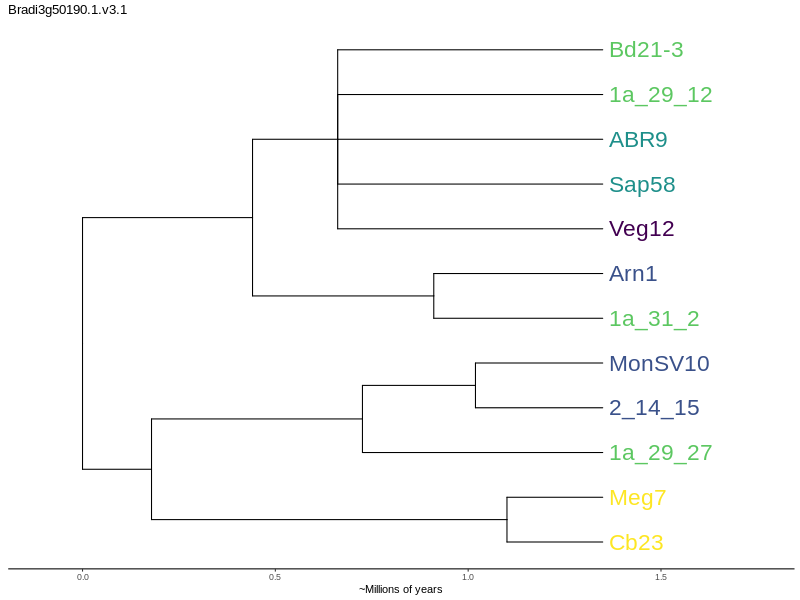 Bradi3g50190.1.v3.1
Bd21-3
1a_29_12
ABR9
Sap58
Veg12
Arn1
1a_31_2
MonSV10
2_14_15
1a_29_27
Meg7
Cb23
0.0 0.5 1.0 1.5
~Millions of years